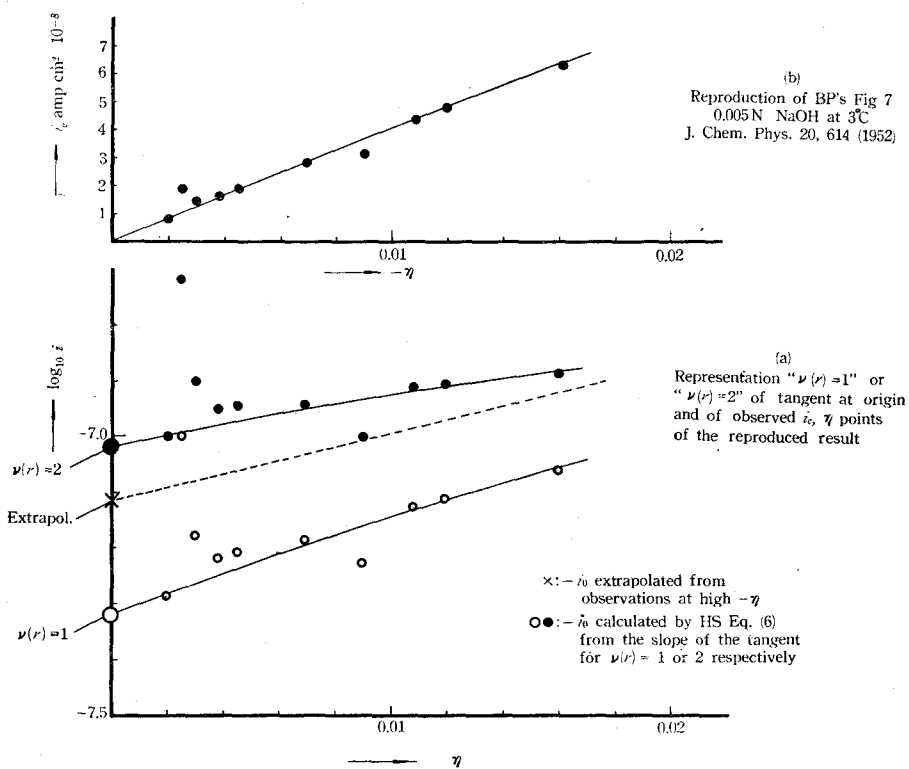 i_c amp cm² 10⁻⁸
7
6
5
4
3
2
1
0.01
0.02
−η
(b)
Reproduction of BP's Fig 7
0.005N NaOH at 3℃
J. Chem. Phys. 20, 614 (1952)
log₁₀ i
-7.0
ν(r)=2
Extrapol.
ν(r)=1
-7.5
0.01
0.02
η
(a)
Representation "ν(r)=1" or
"ν(r)=2" of tangent at origin
and of observed i_c, η points
of the reproduced result
×:−i₀ extrapolated from
observations at high −η
○●:−i₀ calculated by HS Eq. (6)
from the slope of the tangent
for ν(r)= 1 or 2 respectively